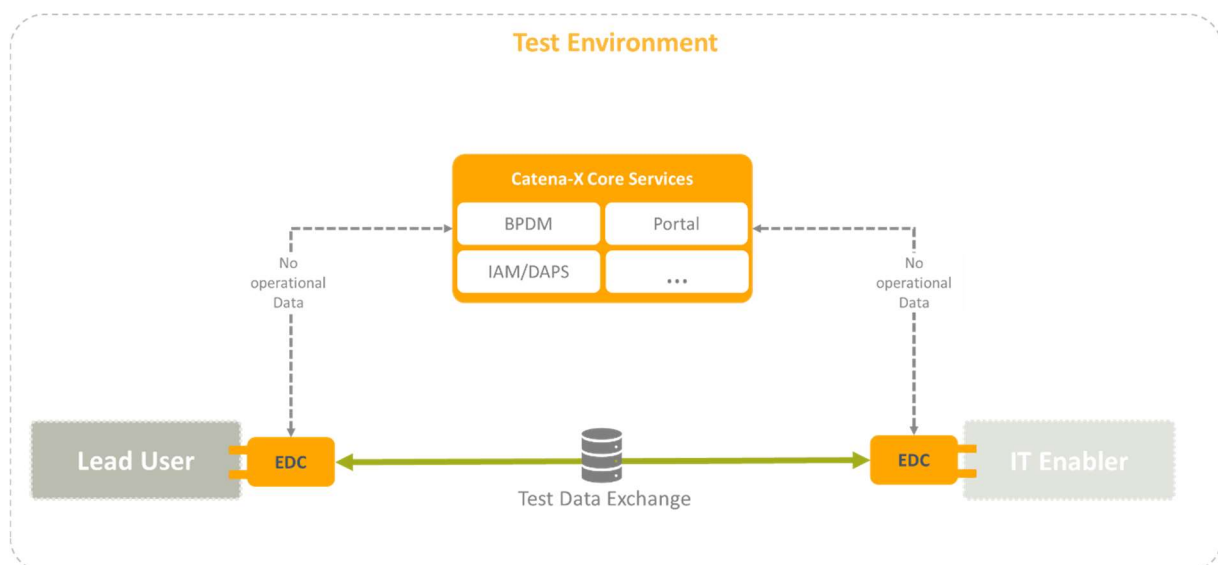 Test Environment
Catena-X Core Services
BPDM
Portal
IAM/DAPS
...
No
operational
Data
No
operational
Data
Lead User
EDC
Test Data Exchange
EDC
IT Enabler